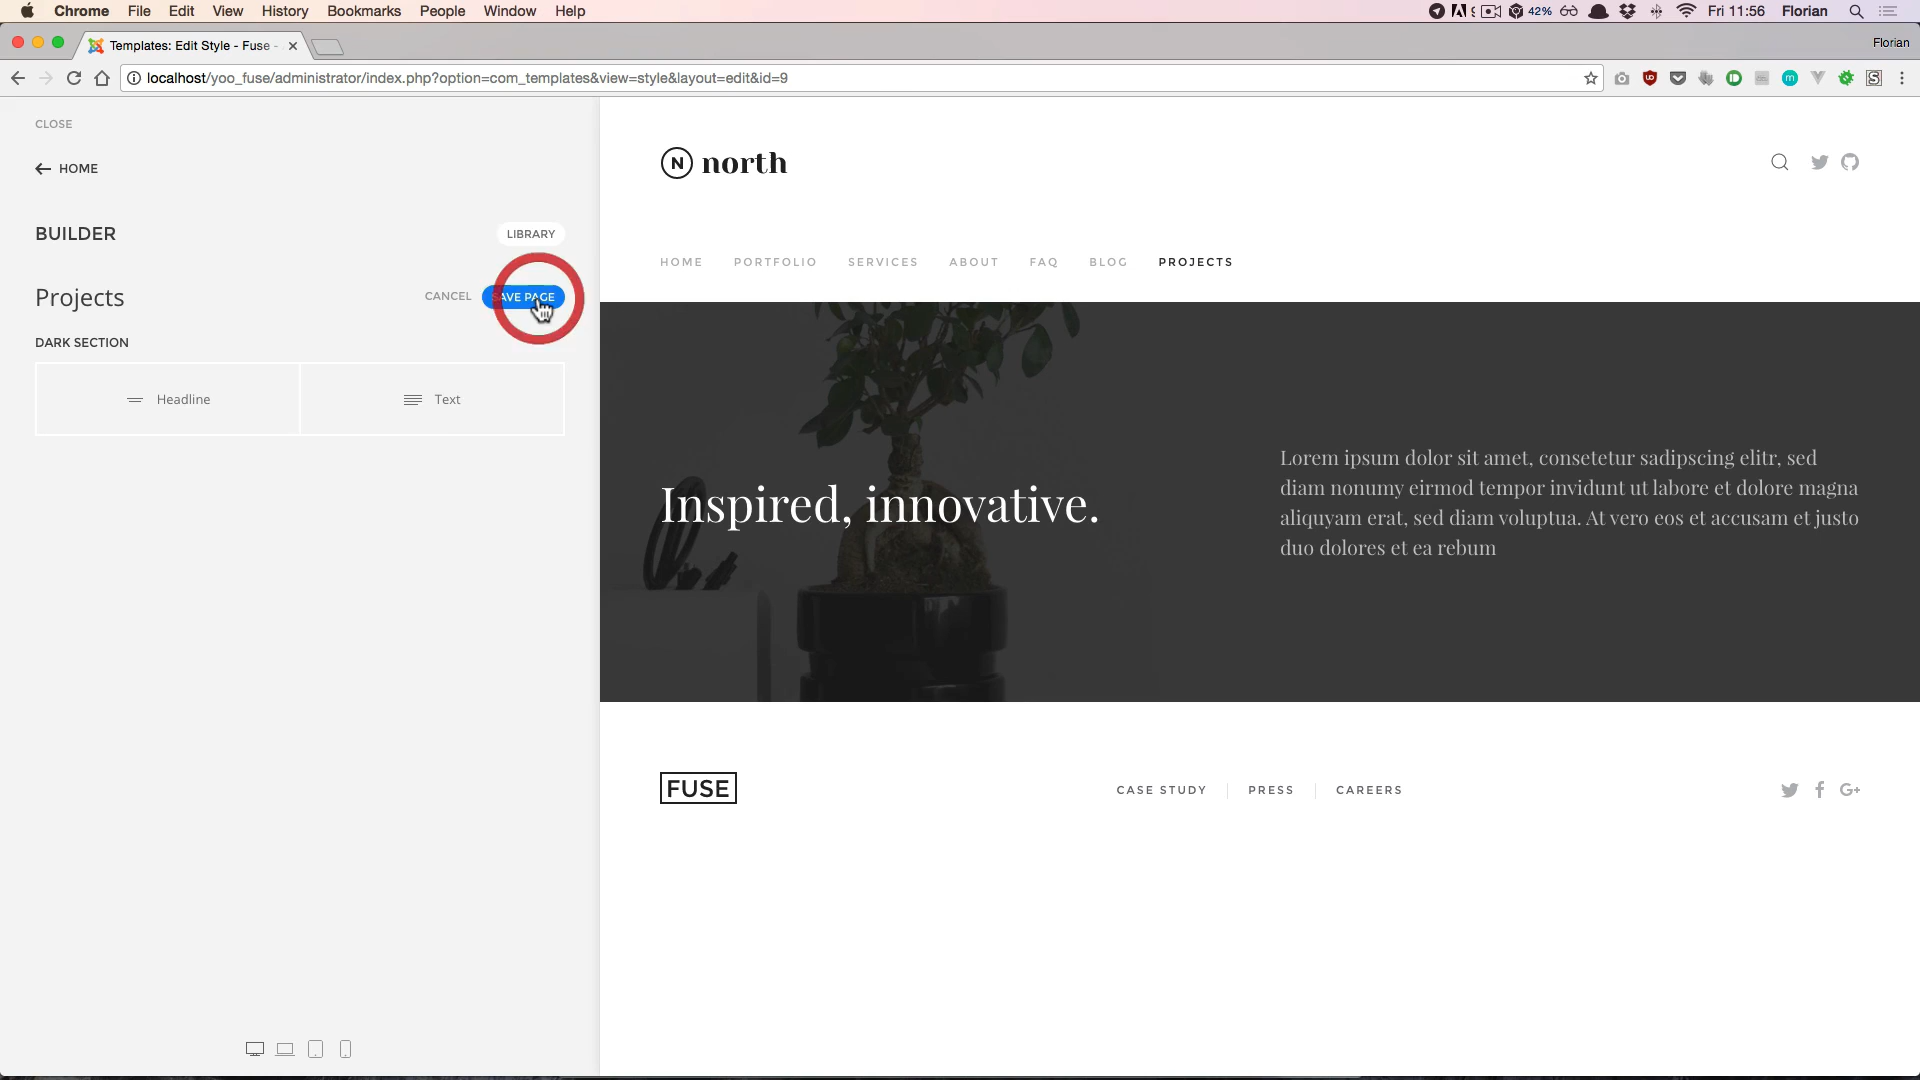 Chrome File Edit View History Bookmarks People Window Help 42% Fri 11:56 Florian
Templates: Edit Style - Fuse -
Florian
localhost/yoo_fuse/administrator/index.php?option=com_templates&view=style&layout=edit&id=9
CLOSE
HOME
BUILDER
LIBRARY
Projects
CANCEL
SAVE PAGE
DARK SECTION
Headline
Text
N north
HOME PORTFOLIO SERVICES ABOUT FAQ BLOG PROJECTS
Inspired, innovative.
Lorem ipsum dolor sit amet, consetetur sadipscing elitr, sed
diam nonumy eirmod tempor invidunt ut labore et dolore magna
aliquyam erat, sed diam voluptua. At vero eos et accusam et justo
duo dolores et ea rebum
FUSE
CASE STUDY PRESS CAREERS
G+